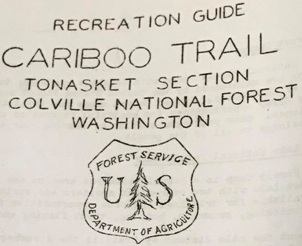 RECREATION GUIDE
CARIBOO TRAIL
TONASKET SECTION
COLVILLE NATIONAL FOREST
WASHINGTON
FOREST SERVICE
U S
DEPARTMENT OF AGRICULTURE